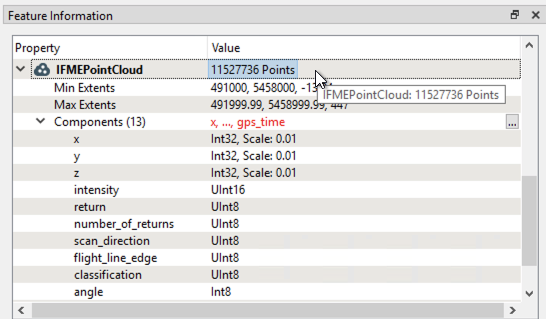 Feature Information
Property Value
IFMEPointCloud 11527736 Points
Min Extents 491000, 5458000,
IFMEPointCloud: 11527736 Points
Max Extents 491999.99, 5458999.99, 447
Components (13) x, ..., gps_time ...
x Int32, Scale: 0.01
y Int32, Scale: 0.01
z Int32, Scale: 0.01
intensity UInt16
return UInt8
number_of_returns UInt8
scan_direction UInt8
flight_line_edge UInt8
classification UInt8
angle Int8